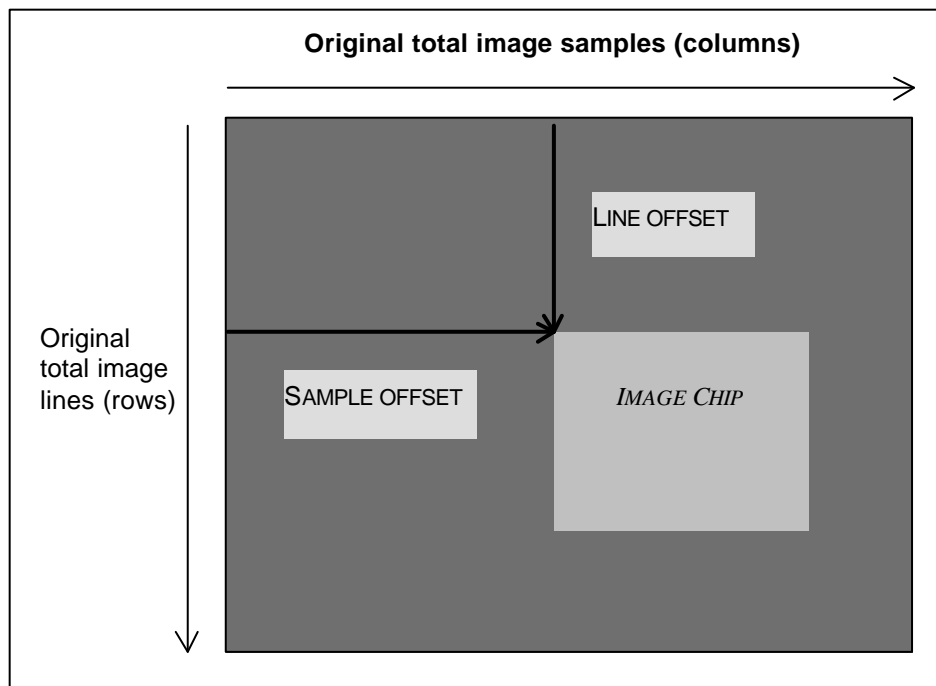 Original total image samples (columns)
LINE OFFSET
Original
total image
lines (rows)
SAMPLE OFFSET
IMAGE CHIP